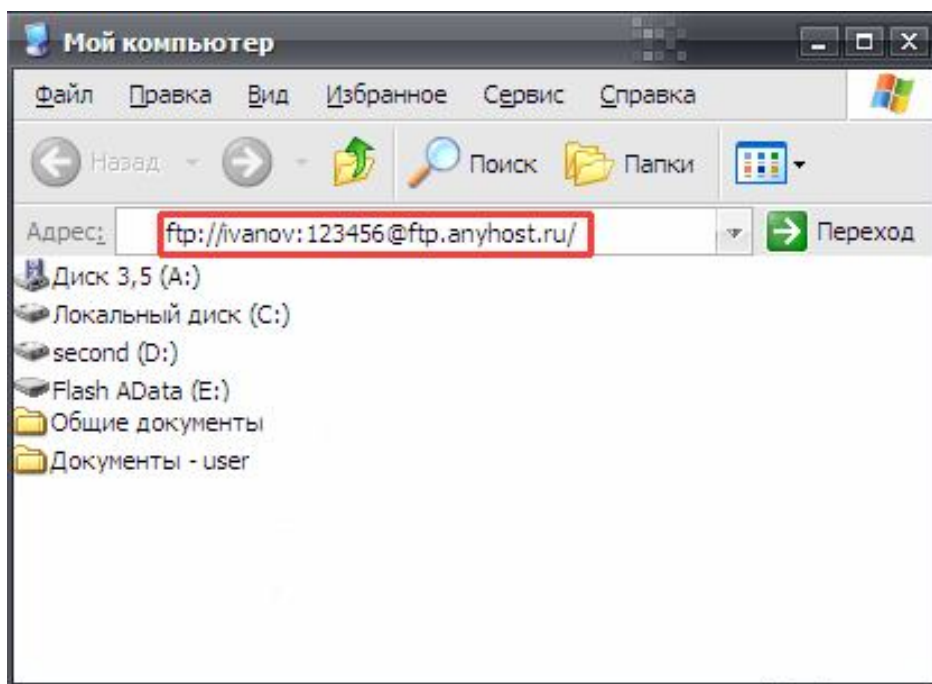 Мой компьютер
Файл Правка Вид Избранное Сервис Справка
Назад Поиск Папки
Адрес: ftp://ivanov:123456@ftp.anyhost.ru/ Переход
Диск 3,5 (A:)
Локальный диск (C:)
second (D:)
Flash AData (E:)
Общие документы
Документы - user